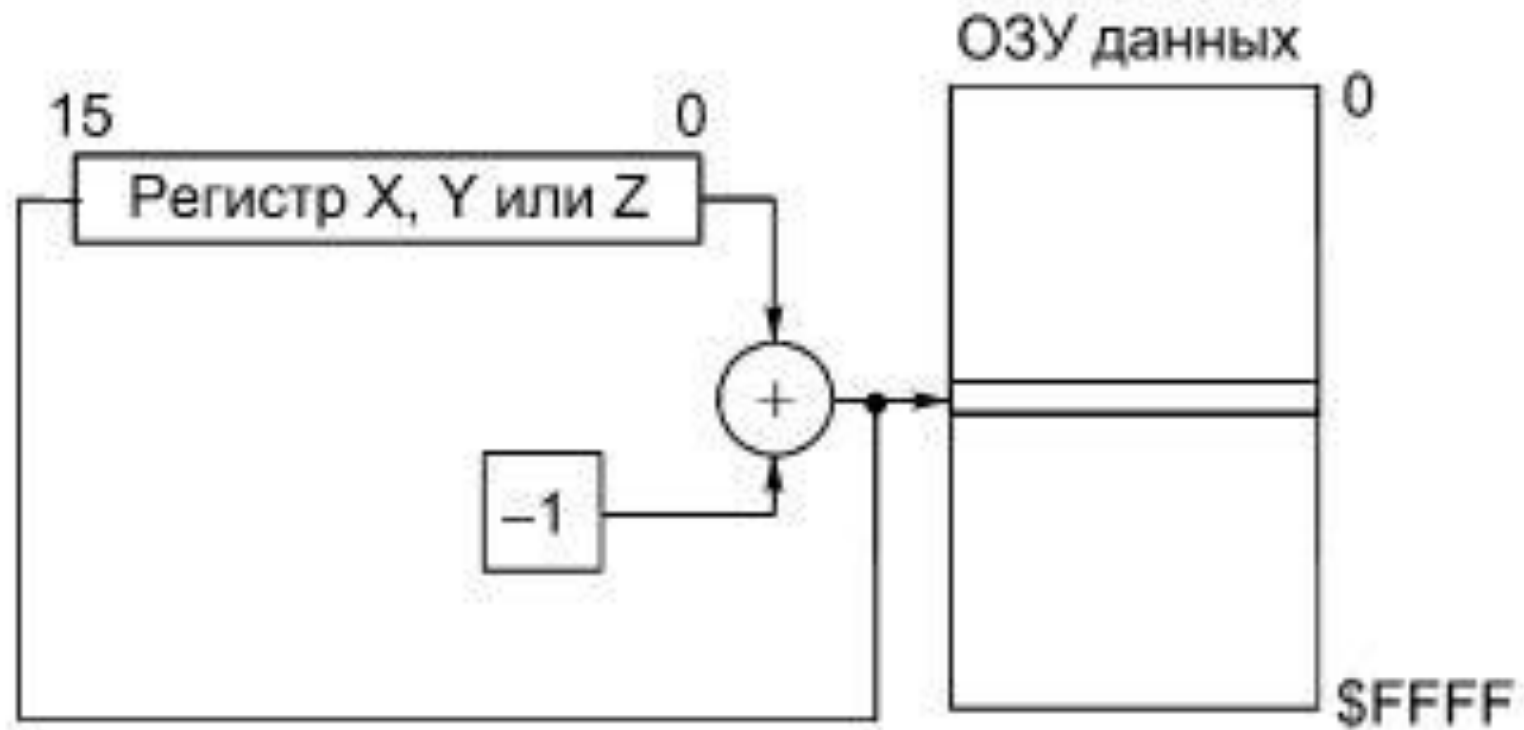 ОЗУ данных
15
0
0
Регистр X, Y или Z
+
–1
$FFFF